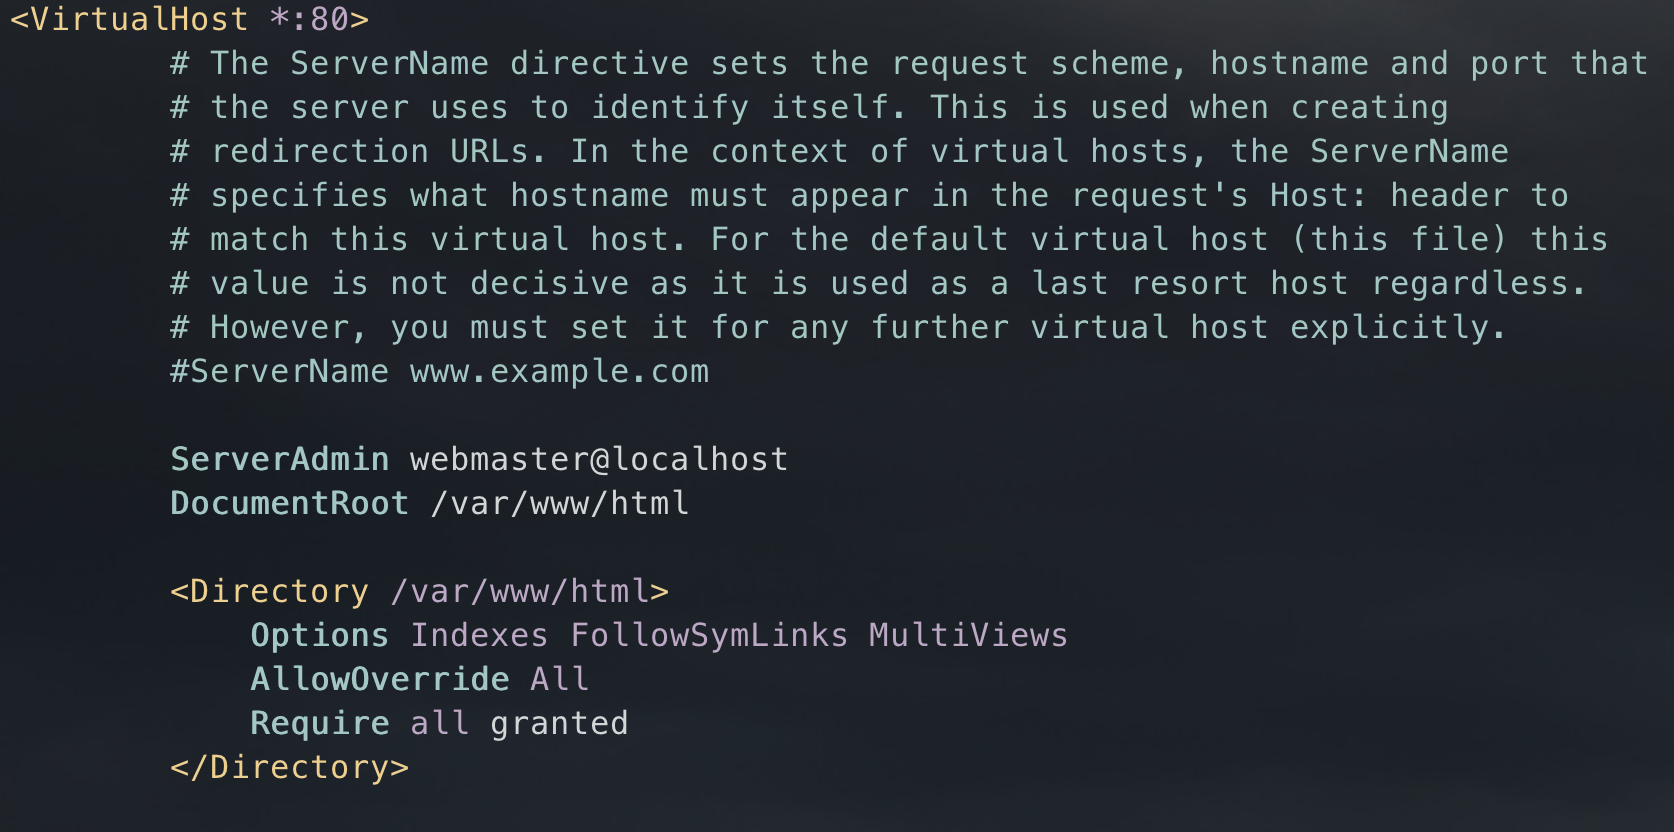 <VirtualHost *:80>
        # The ServerName directive sets the request scheme, hostname and port that
        # the server uses to identify itself. This is used when creating
        # redirection URLs. In the context of virtual hosts, the ServerName
        # specifies what hostname must appear in the request's Host: header to
        # match this virtual host. For the default virtual host (this file) this
        # value is not decisive as it is used as a last resort host regardless.
        # However, you must set it for any further virtual host explicitly.
        #ServerName www.example.com

        ServerAdmin webmaster@localhost
        DocumentRoot /var/www/html

        <Directory /var/www/html>
            Options Indexes FollowSymLinks MultiViews
            AllowOverride All
            Require all granted
        </Directory>